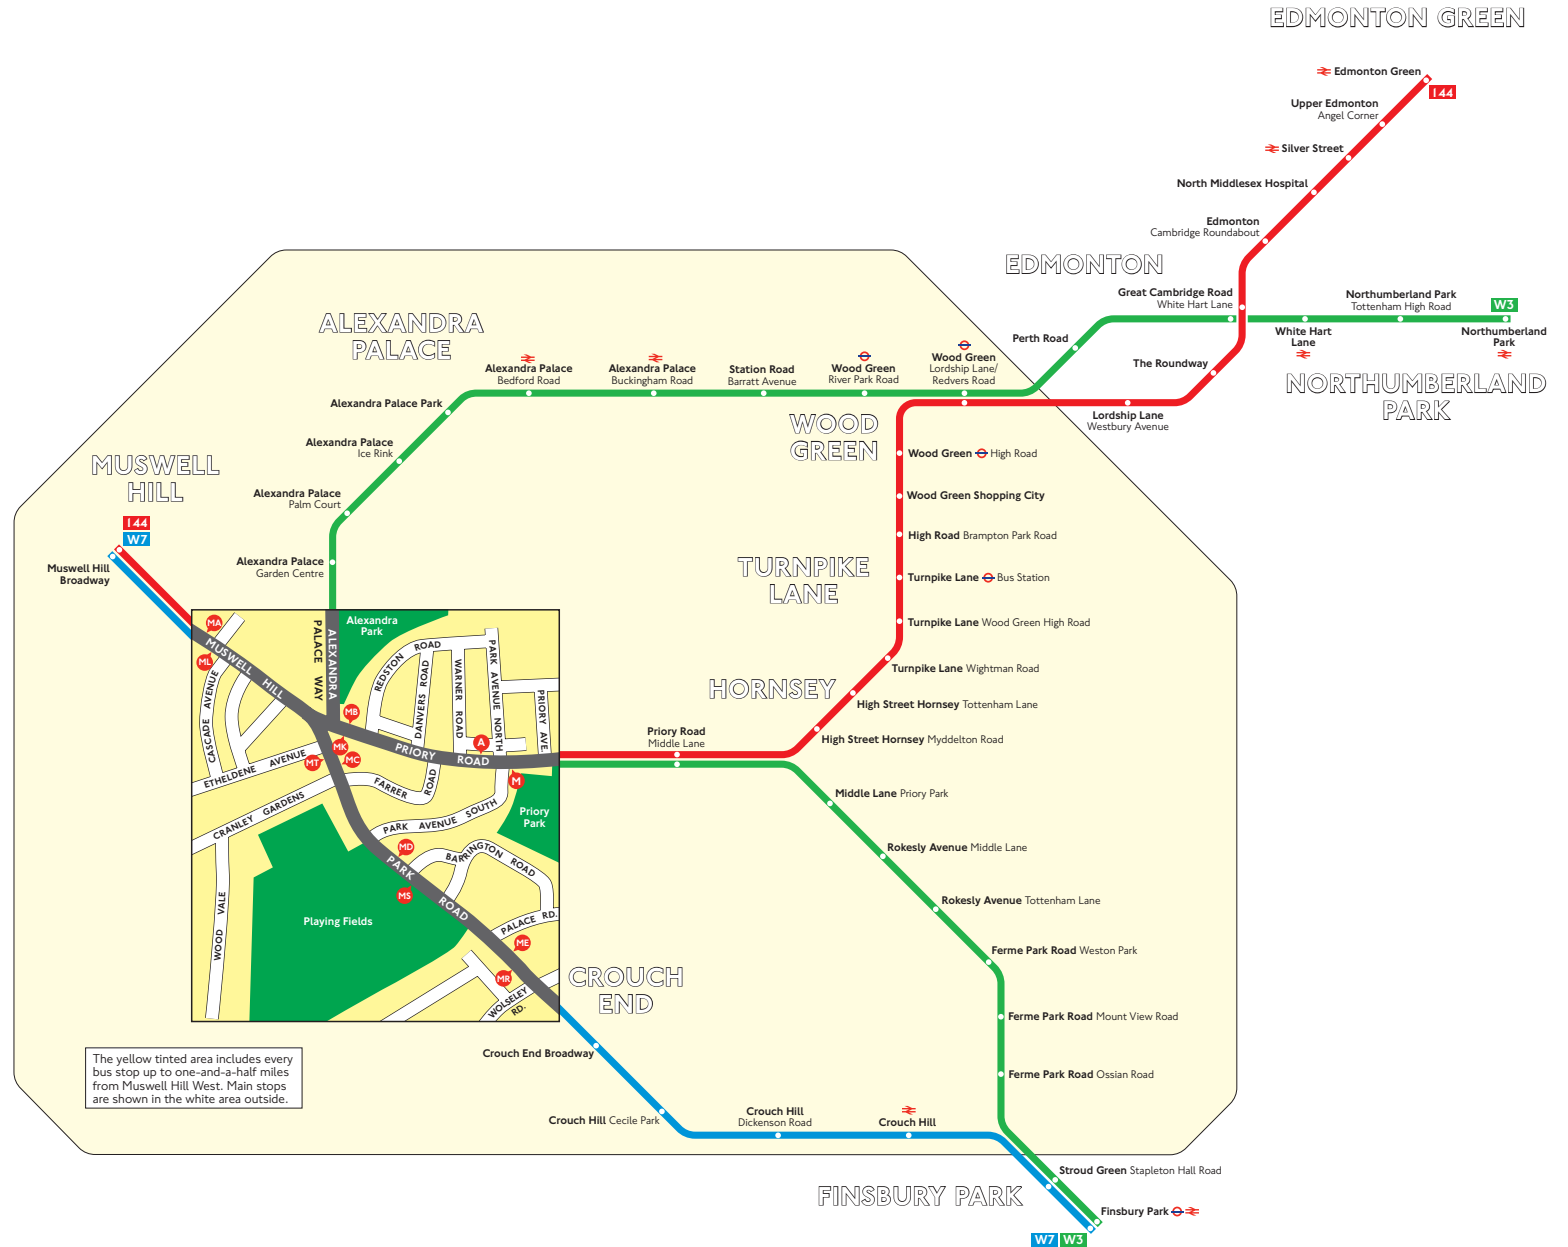 EDMONTON GREEN
Edmonton Green
144
Upper Edmonton
Angel Corner
Silver Street
North Middlesex Hospital
Edmonton
Cambridge Roundabout
EDMONTON
Great Cambridge Road
White Hart Lane
Northumberland Park
Tottenham High Road
W3
White Hart
Lane
Northumberland
Park
NORTHUMBERLAND
PARK
Perth Road
The Roundway
Lordship Lane
Westbury Avenue
ALEXANDRA
PALACE
Alexandra Palace
Bedford Road
Alexandra Palace
Buckingham Road
Station Road
Barratt Avenue
Wood Green
River Park Road
Wood Green
Lordship Lane/
Redvers Road
Alexandra Palace Park
Alexandra Palace
Ice Rink
Alexandra Palace
Palm Court
Alexandra Palace
Garden Centre
WOOD
GREEN
Wood Green High Road
Wood Green Shopping City
High Road Brampton Park Road
TURNPIKE
LANE
Turnpike Lane Bus Station
Turnpike Lane Wood Green High Road
Turnpike Lane Wightman Road
HORNSEY
High Street Hornsey Tottenham Lane
High Street Hornsey Myddelton Road
Priory Road
Middle Lane
Middle Lane Priory Park
Rokesly Avenue Middle Lane
Rokesly Avenue Tottenham Lane
Ferme Park Road Weston Park
Ferme Park Road Mount View Road
Ferme Park Road Ossian Road
Stroud Green Stapleton Hall Road
Finsbury Park
W7 W3
FINSBURY PARK
MUSWELL
HILL
144
W7
Muswell Hill
Broadway
MA
ML
MUSWELL HILL
ALEXANDRA
PALACE WAY
Alexandra
Park
REDSTON ROAD
DANVERS ROAD
WARNER ROAD
PARK AVENUE NORTH
PRIORY AVE.
CASCADE AVENUE
MB
MK
MC
MT
A
M
PRIORY ROAD
ETHELDENE AVENUE
CRANLEY GARDENS
FARRER ROAD
PARK AVENUE SOUTH
Priory
Park
MD
MS
BARRINGTON ROAD
PARK ROAD
WOOD VALE
Playing Fields
PALACE RD.
ME
MR
WOLSELEY
RD.
CROUCH
END
Crouch End Broadway
Crouch Hill Cecile Park
Crouch Hill
Dickenson Road
Crouch Hill
The yellow tinted area includes every
bus stop up to one-and-a-half miles
from Muswell Hill West. Main stops
are shown in the white area outside.